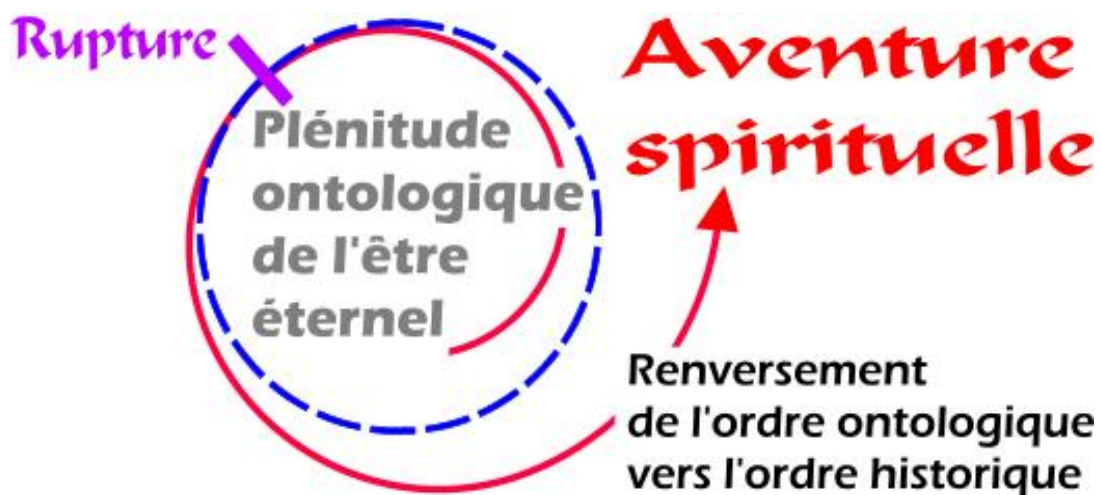 Rupture
Aventure
spirituelle
Plénitude
ontologique
de l'être
éternel
Renversement
de l'ordre ontologique
vers l'ordre historique